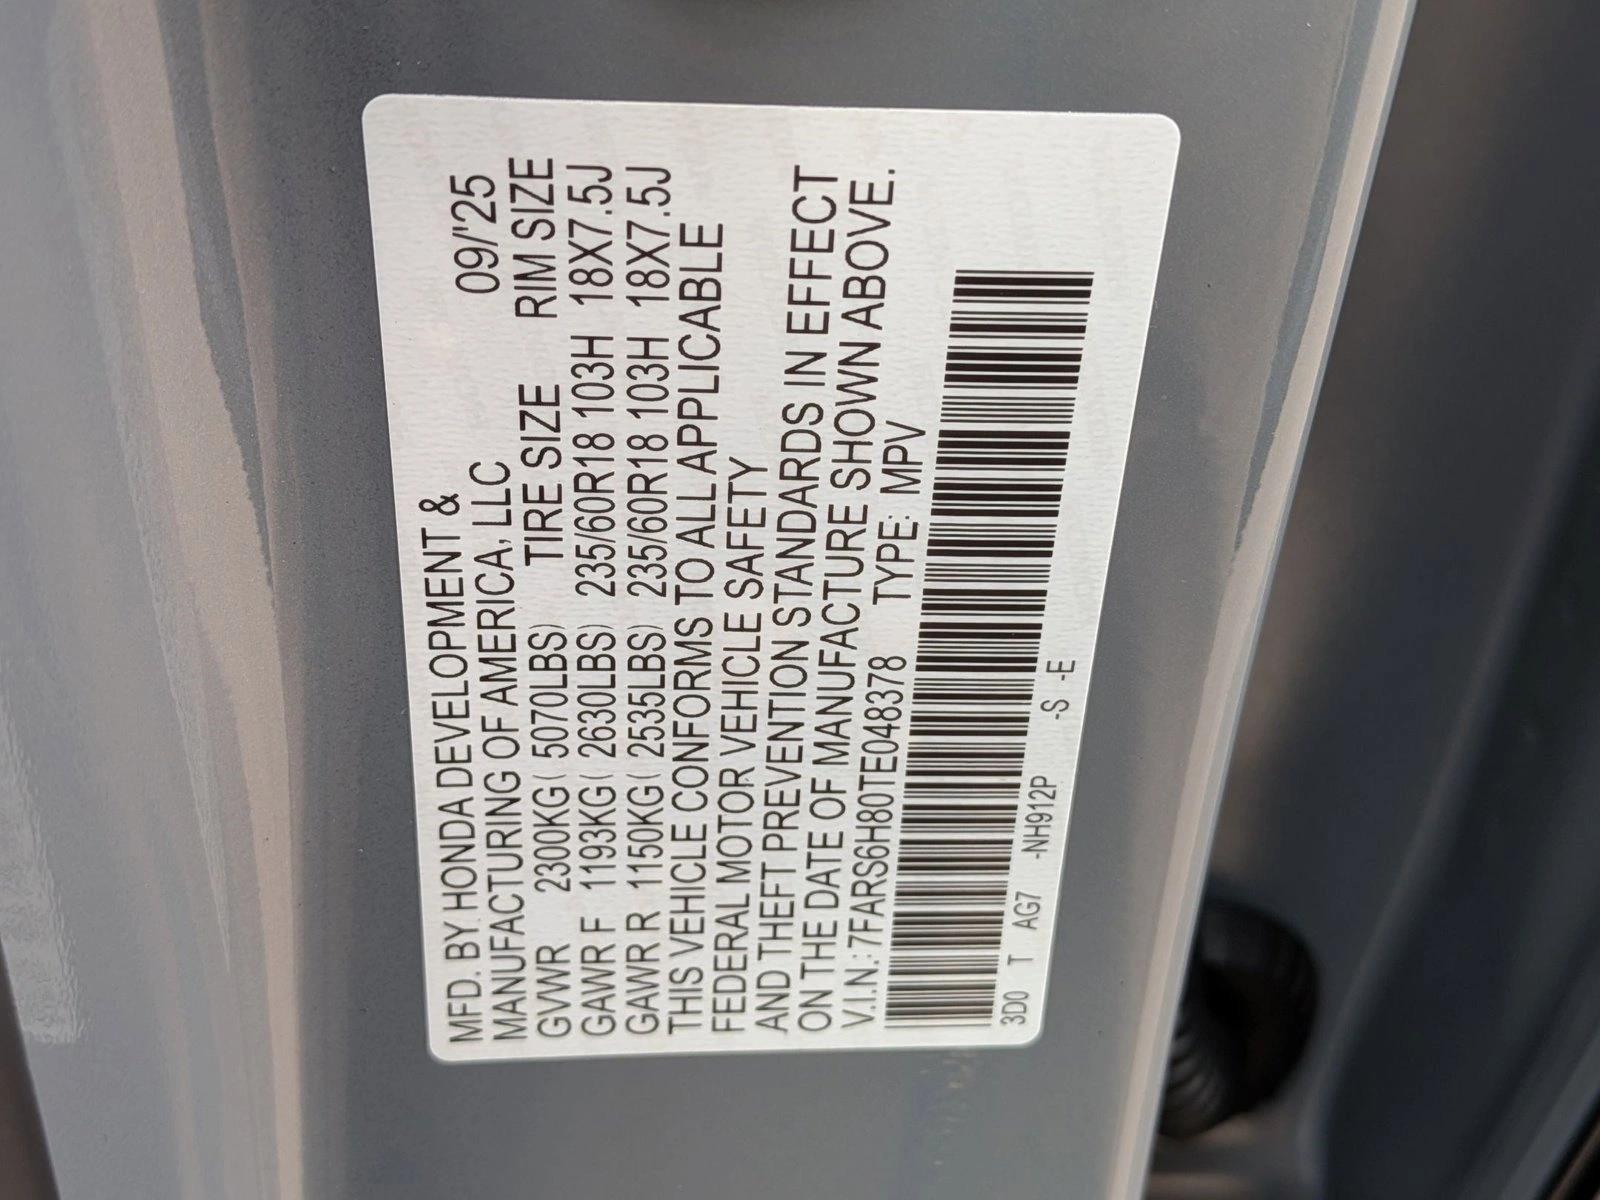 MFD. BY HONDA DEVELOPMENT &
MANUFACTURING OF AMERICA, LLC 09/'25
GVWR 2300KG( 5070LBS) TIRE SIZE RIM SIZE
GAWR F 1193KG( 2630LBS) 235/60R18 103H 18X7.5J
GAWR R 1150KG( 2535LBS) 235/60R18 103H 18X7.5J
THIS VEHICLE CONFORMS TO ALL APPLICABLE
FEDERAL MOTOR VEHICLE SAFETY
AND THEFT PREVENTION STANDARDS IN EFFECT
ON THE DATE OF MANUFACTURE SHOWN ABOVE.
V.I.N.: 7FARS6H80TE048378 TYPE: MPV
3D0 T AG7 -NH912P -S -E